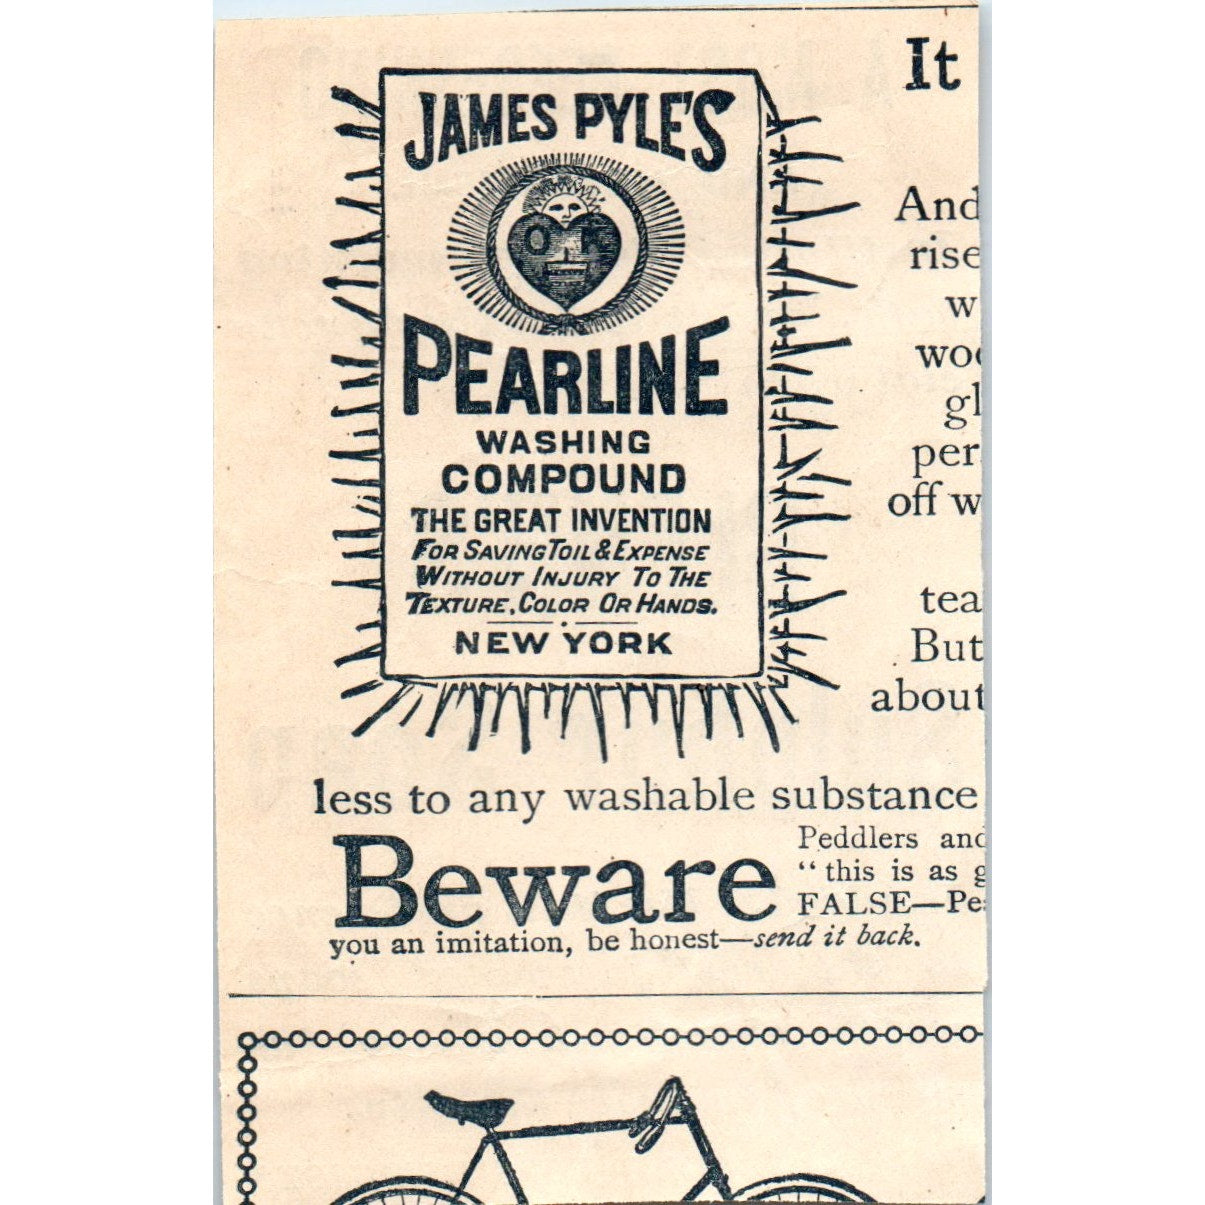 JAMES PYLE'S
O K
PEARLINE
WASHING
COMPOUND
THE GREAT INVENTION
FOR SAVING TOIL & EXPENSE
WITHOUT INJURY TO THE
TEXTURE, COLOR OR HANDS.
NEW YORK
It
And
rise
w
woo
gl
per
off w
tea
But
about
less to any washable substance
Beware
Peddlers and
"this is as g
FALSE—Pea
you an imitation, be honest—send it back.